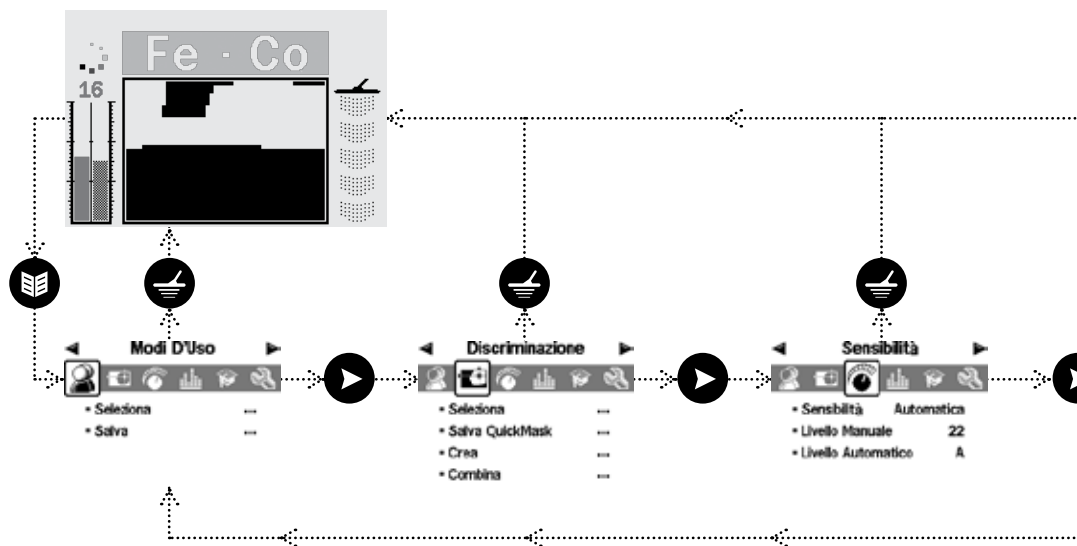 Fe · Co
16
Modi D'Uso
• Seleziona ...
• Salva ...
Discriminazione
• Seleziona ...
• Salva QuickMask ...
• Crea ...
• Combina ...
Sensibilità
• Sensibilità Automatica
• Livello Manuale 22
• Livello Automatico A